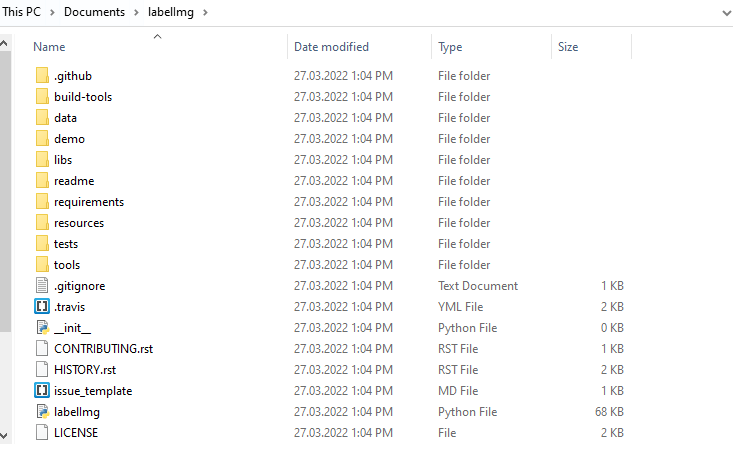 This PC > Documents > labelImg >
Name Date modified Type Size
.github 27.03.2022 1:04 PM File folder
build-tools 27.03.2022 1:04 PM File folder
data 27.03.2022 1:04 PM File folder
demo 27.03.2022 1:04 PM File folder
libs 27.03.2022 1:04 PM File folder
readme 27.03.2022 1:04 PM File folder
requirements 27.03.2022 1:04 PM File folder
resources 27.03.2022 1:04 PM File folder
tests 27.03.2022 1:04 PM File folder
tools 27.03.2022 1:04 PM File folder
.gitignore 27.03.2022 1:04 PM Text Document 1 KB
.travis 27.03.2022 1:04 PM YML File 2 KB
__init__ 27.03.2022 1:04 PM Python File 0 KB
CONTRIBUTING.rst 27.03.2022 1:04 PM RST File 1 KB
HISTORY.rst 27.03.2022 1:04 PM RST File 2 KB
issue_template 27.03.2022 1:04 PM MD File 1 KB
labelImg 27.03.2022 1:04 PM Python File 68 KB
LICENSE 27.03.2022 1:04 PM File 2 KB